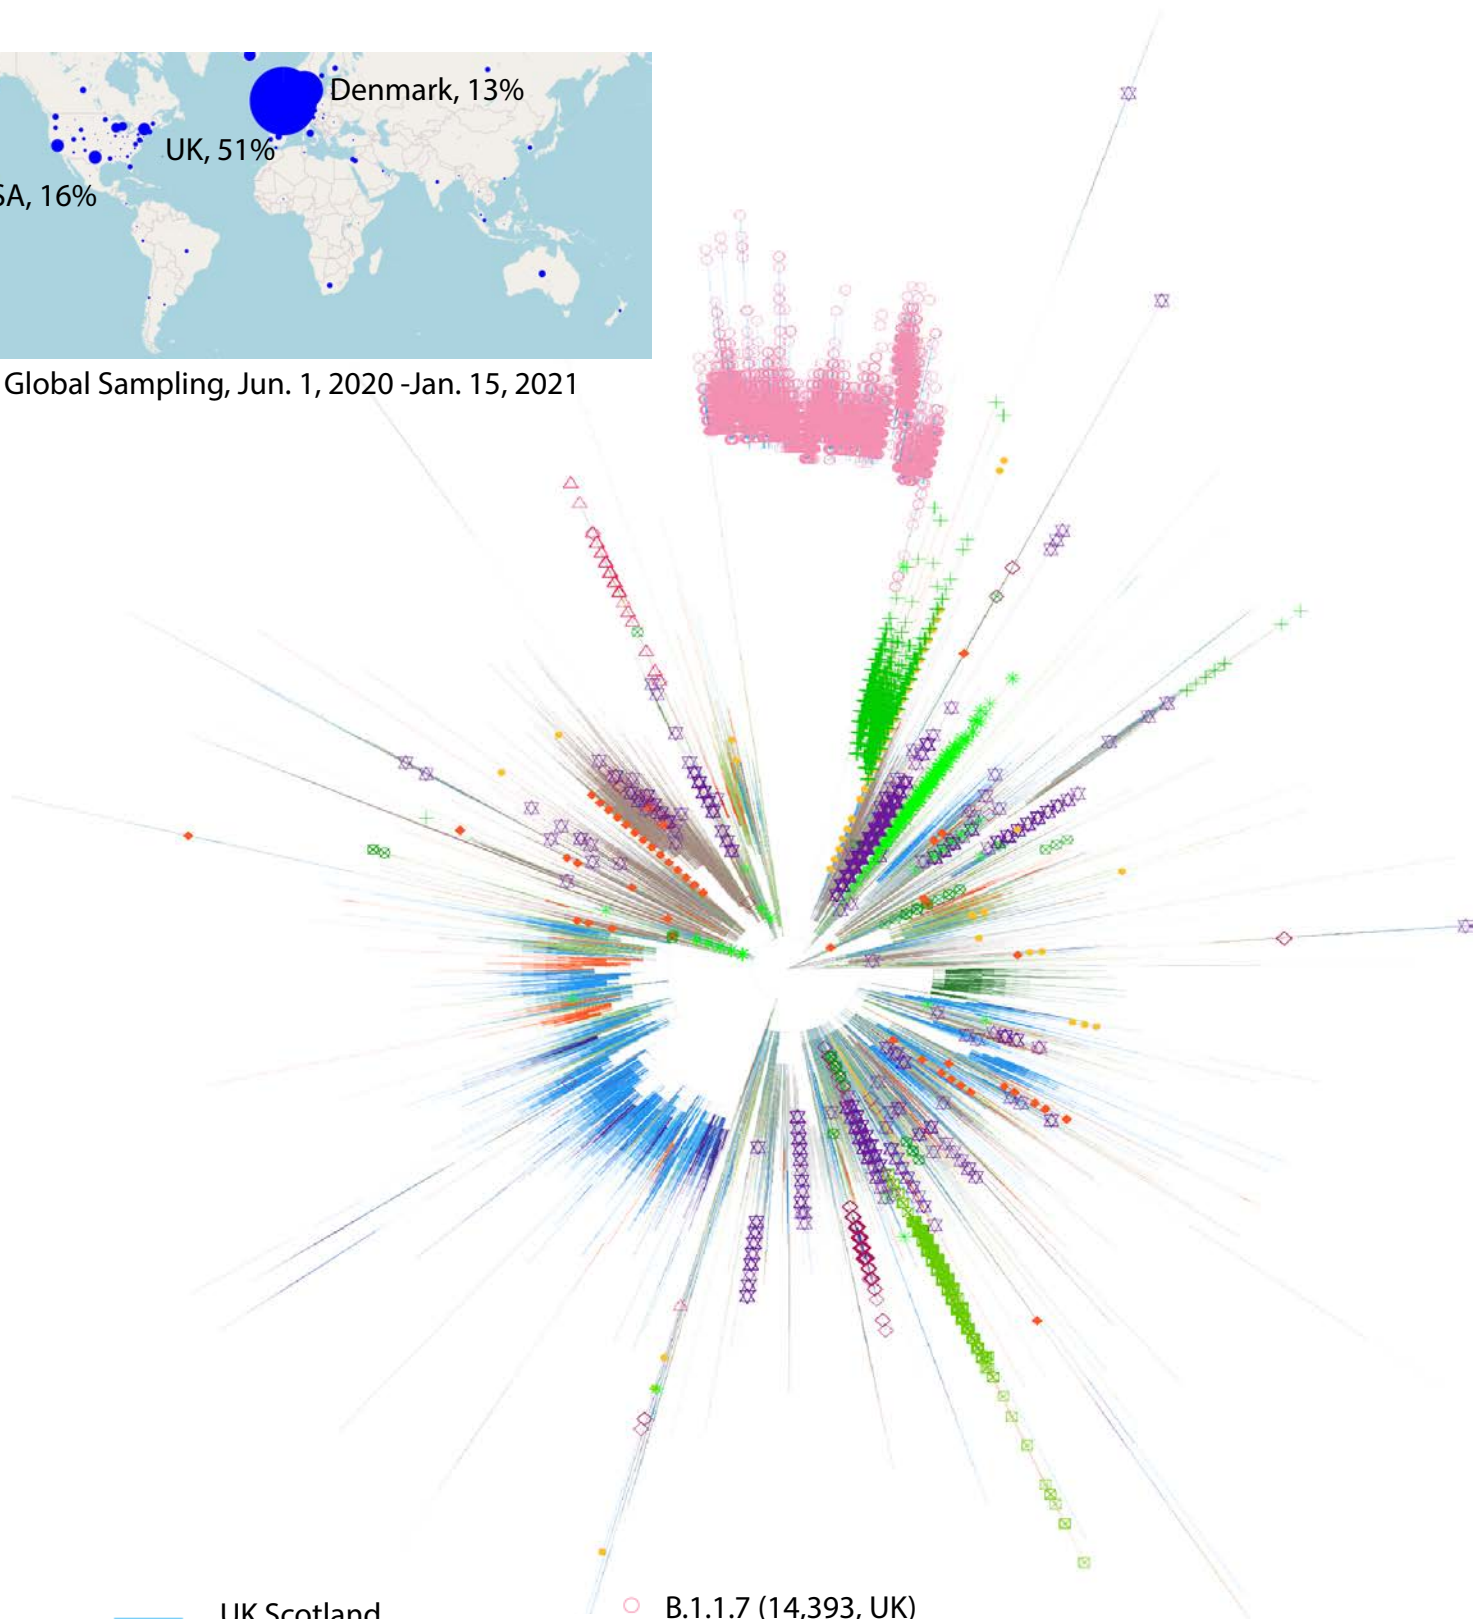 Denmark, 13%
UK, 51%
SA, 16%
Global Sampling, Jun. 1, 2020 -Jan. 15, 2021
UK Scotland
B.1.1.7 (14,393, UK)